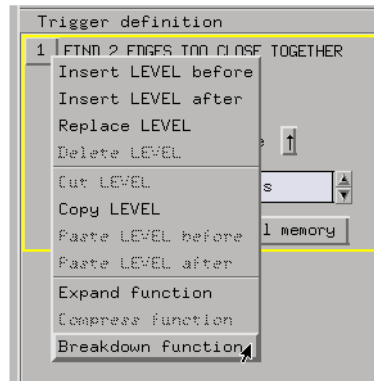 Trigger definition
1 FIND 2 EDGES TOO CLOSE TOGETHER
Insert LEVEL before
Insert LEVEL after
Replace LEVEL
Delete LEVEL
Cut LEVEL
s
Copy LEVEL
Paste LEVEL before
l memory
Paste LEVEL after
Expand function
Compress function
Breakdown function